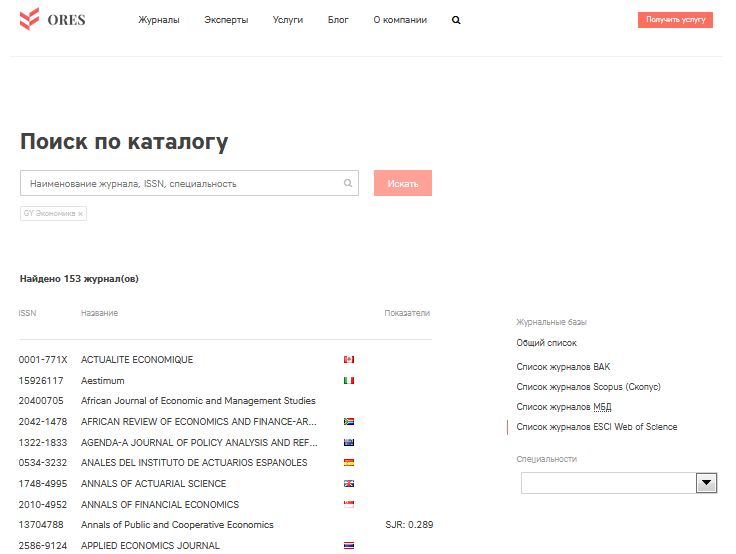 ORES Журналы Эксперты Услуги Блог О компании Получить услугу
Поиск по каталогу
Наименование журнала, ISSN, специальность Искать
GY Экономика ×
Найдено 153 журнал(ов)
ISSN Название Показатели
0001-771X ACTUALITE ECONOMIQUE
15926117 Aestimum
20400705 African Journal of Economic and Management Studies
2042-1478 AFRICAN REVIEW OF ECONOMICS AND FINANCE-AR...
1322-1833 AGENDA-A JOURNAL OF POLICY ANALYSIS AND REF...
0534-3232 ANALES DEL INSTITUTO DE ACTUARIOS ESPANOLES
1748-4995 ANNALS OF ACTUARIAL SCIENCE
2010-4952 ANNALS OF FINANCIAL ECONOMICS
13704788 Annals of Public and Cooperative Economics SJR: 0.289
2586-9124 APPLIED ECONOMICS JOURNAL
Журнальные базы
Общий список
Список журналов ВАК
Список журналов Scopus (Скопус)
Список журналов МБД
Список журналов ESCI Web of Science
Специальности